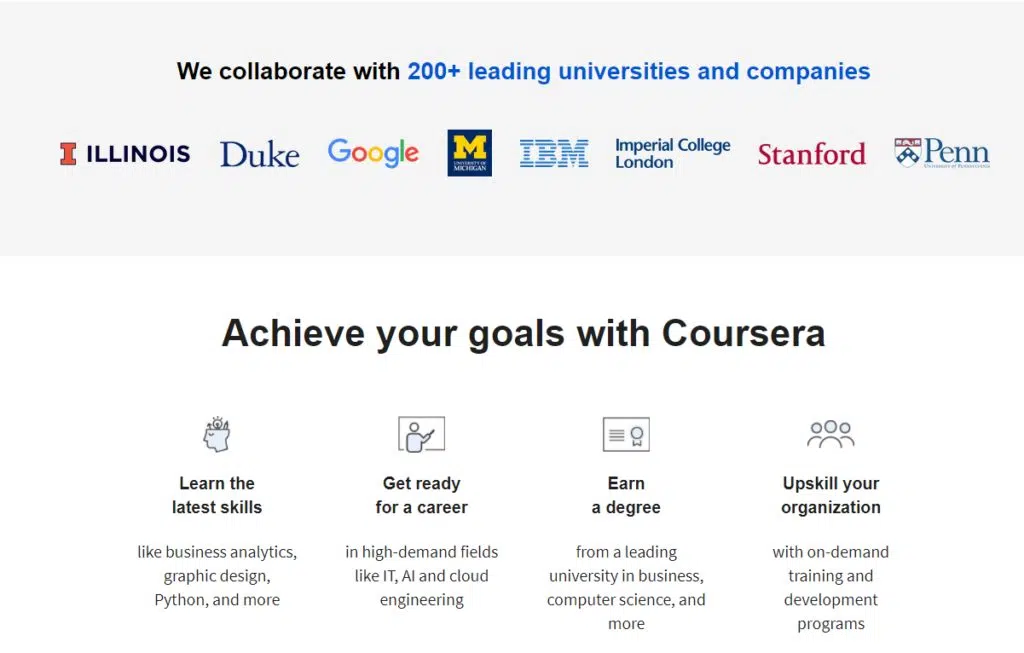 We collaborate with 200+ leading universities and companies
I ILLINOIS
Duke
Google
M
UNIVERSITY OF
MICHIGAN
IBM
Imperial College
London
Stanford
Penn
University of Pennsylvania
Achieve your goals with Coursera
Learn the
latest skills
like business analytics,
graphic design,
Python, and more
Get ready
for a career
in high-demand fields
like IT, AI and cloud
engineering
Earn
a degree
from a leading
university in business,
computer science, and
more
Upskill your
organization
with on-demand
training and
development
programs